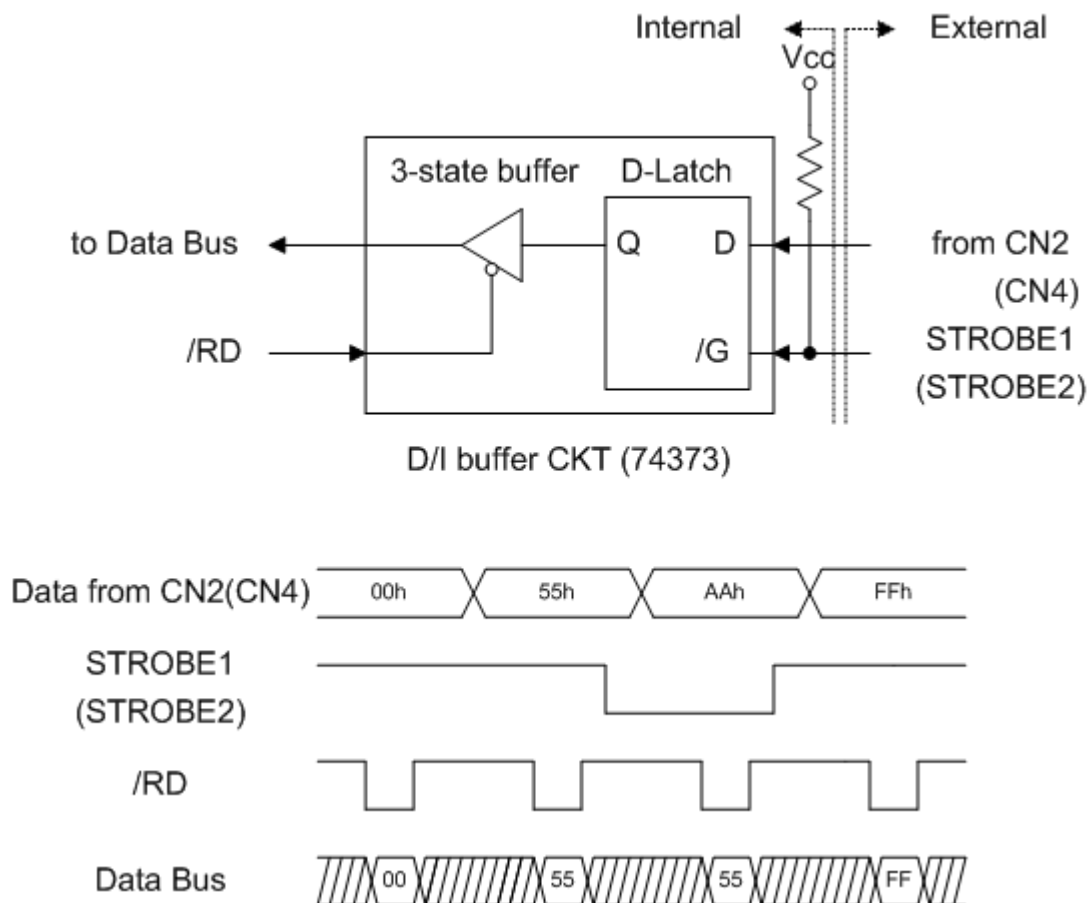 Internal
External
Vcc
3-state buffer
D-Latch
to Data Bus
Q
D
from CN2
(CN4)
/RD
/G
STROBE1
(STROBE2)
D/I buffer CKT (74373)
Data from CN2(CN4)
00h
55h
AAh
FFh
STROBE1
(STROBE2)
/RD
Data Bus
00
55
55
FF